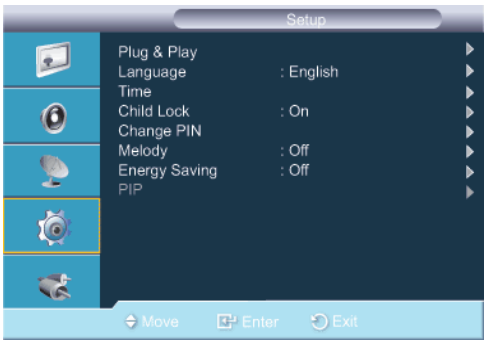 Setup
Plug & Play
Language : English
Time
Child Lock : On
Change PIN
Melody : Off
Energy Saving : Off
PIP
Move Enter Exit